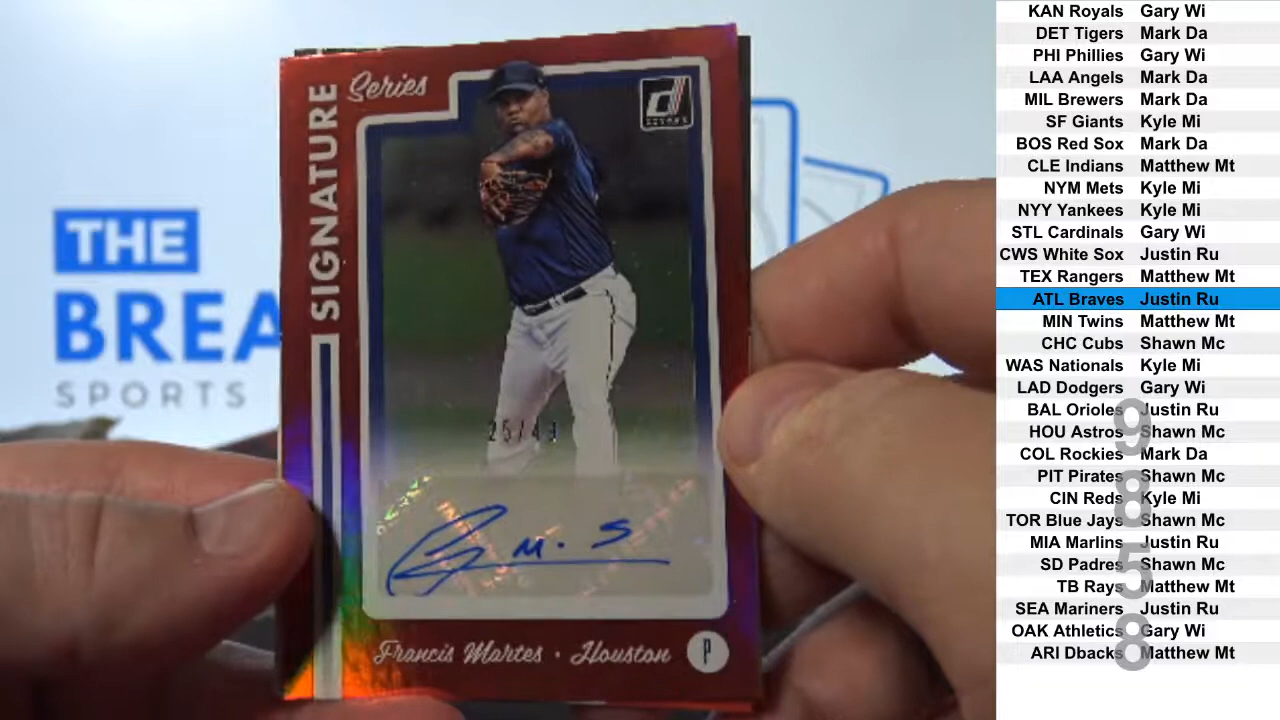 THE
BREA
SPORTS
SIGNATURE
Series
25/49
Francis Martes · Houston
P
KAN Royals Gary Wi
DET Tigers Mark Da
PHI Phillies Gary Wi
LAA Angels Mark Da
MIL Brewers Mark Da
SF Giants Kyle Mi
BOS Red Sox Mark Da
CLE Indians Matthew Mt
NYM Mets Kyle Mi
NYY Yankees Kyle Mi
STL Cardinals Gary Wi
CWS White Sox Justin Ru
TEX Rangers Matthew Mt
ATL Braves Justin Ru
MIN Twins Matthew Mt
CHC Cubs Shawn Mc
WAS Nationals Kyle Mi
LAD Dodgers Gary Wi
BAL Orioles Justin Ru
HOU Astros Shawn Mc
COL Rockies Mark Da
PIT Pirates Shawn Mc
CIN Reds Kyle Mi
TOR Blue Jays Shawn Mc
MIA Marlins Justin Ru
SD Padres Shawn Mc
TB Rays Matthew Mt
SEA Mariners Justin Ru
OAK Athletics Gary Wi
ARI Dbacks Matthew Mt
9858